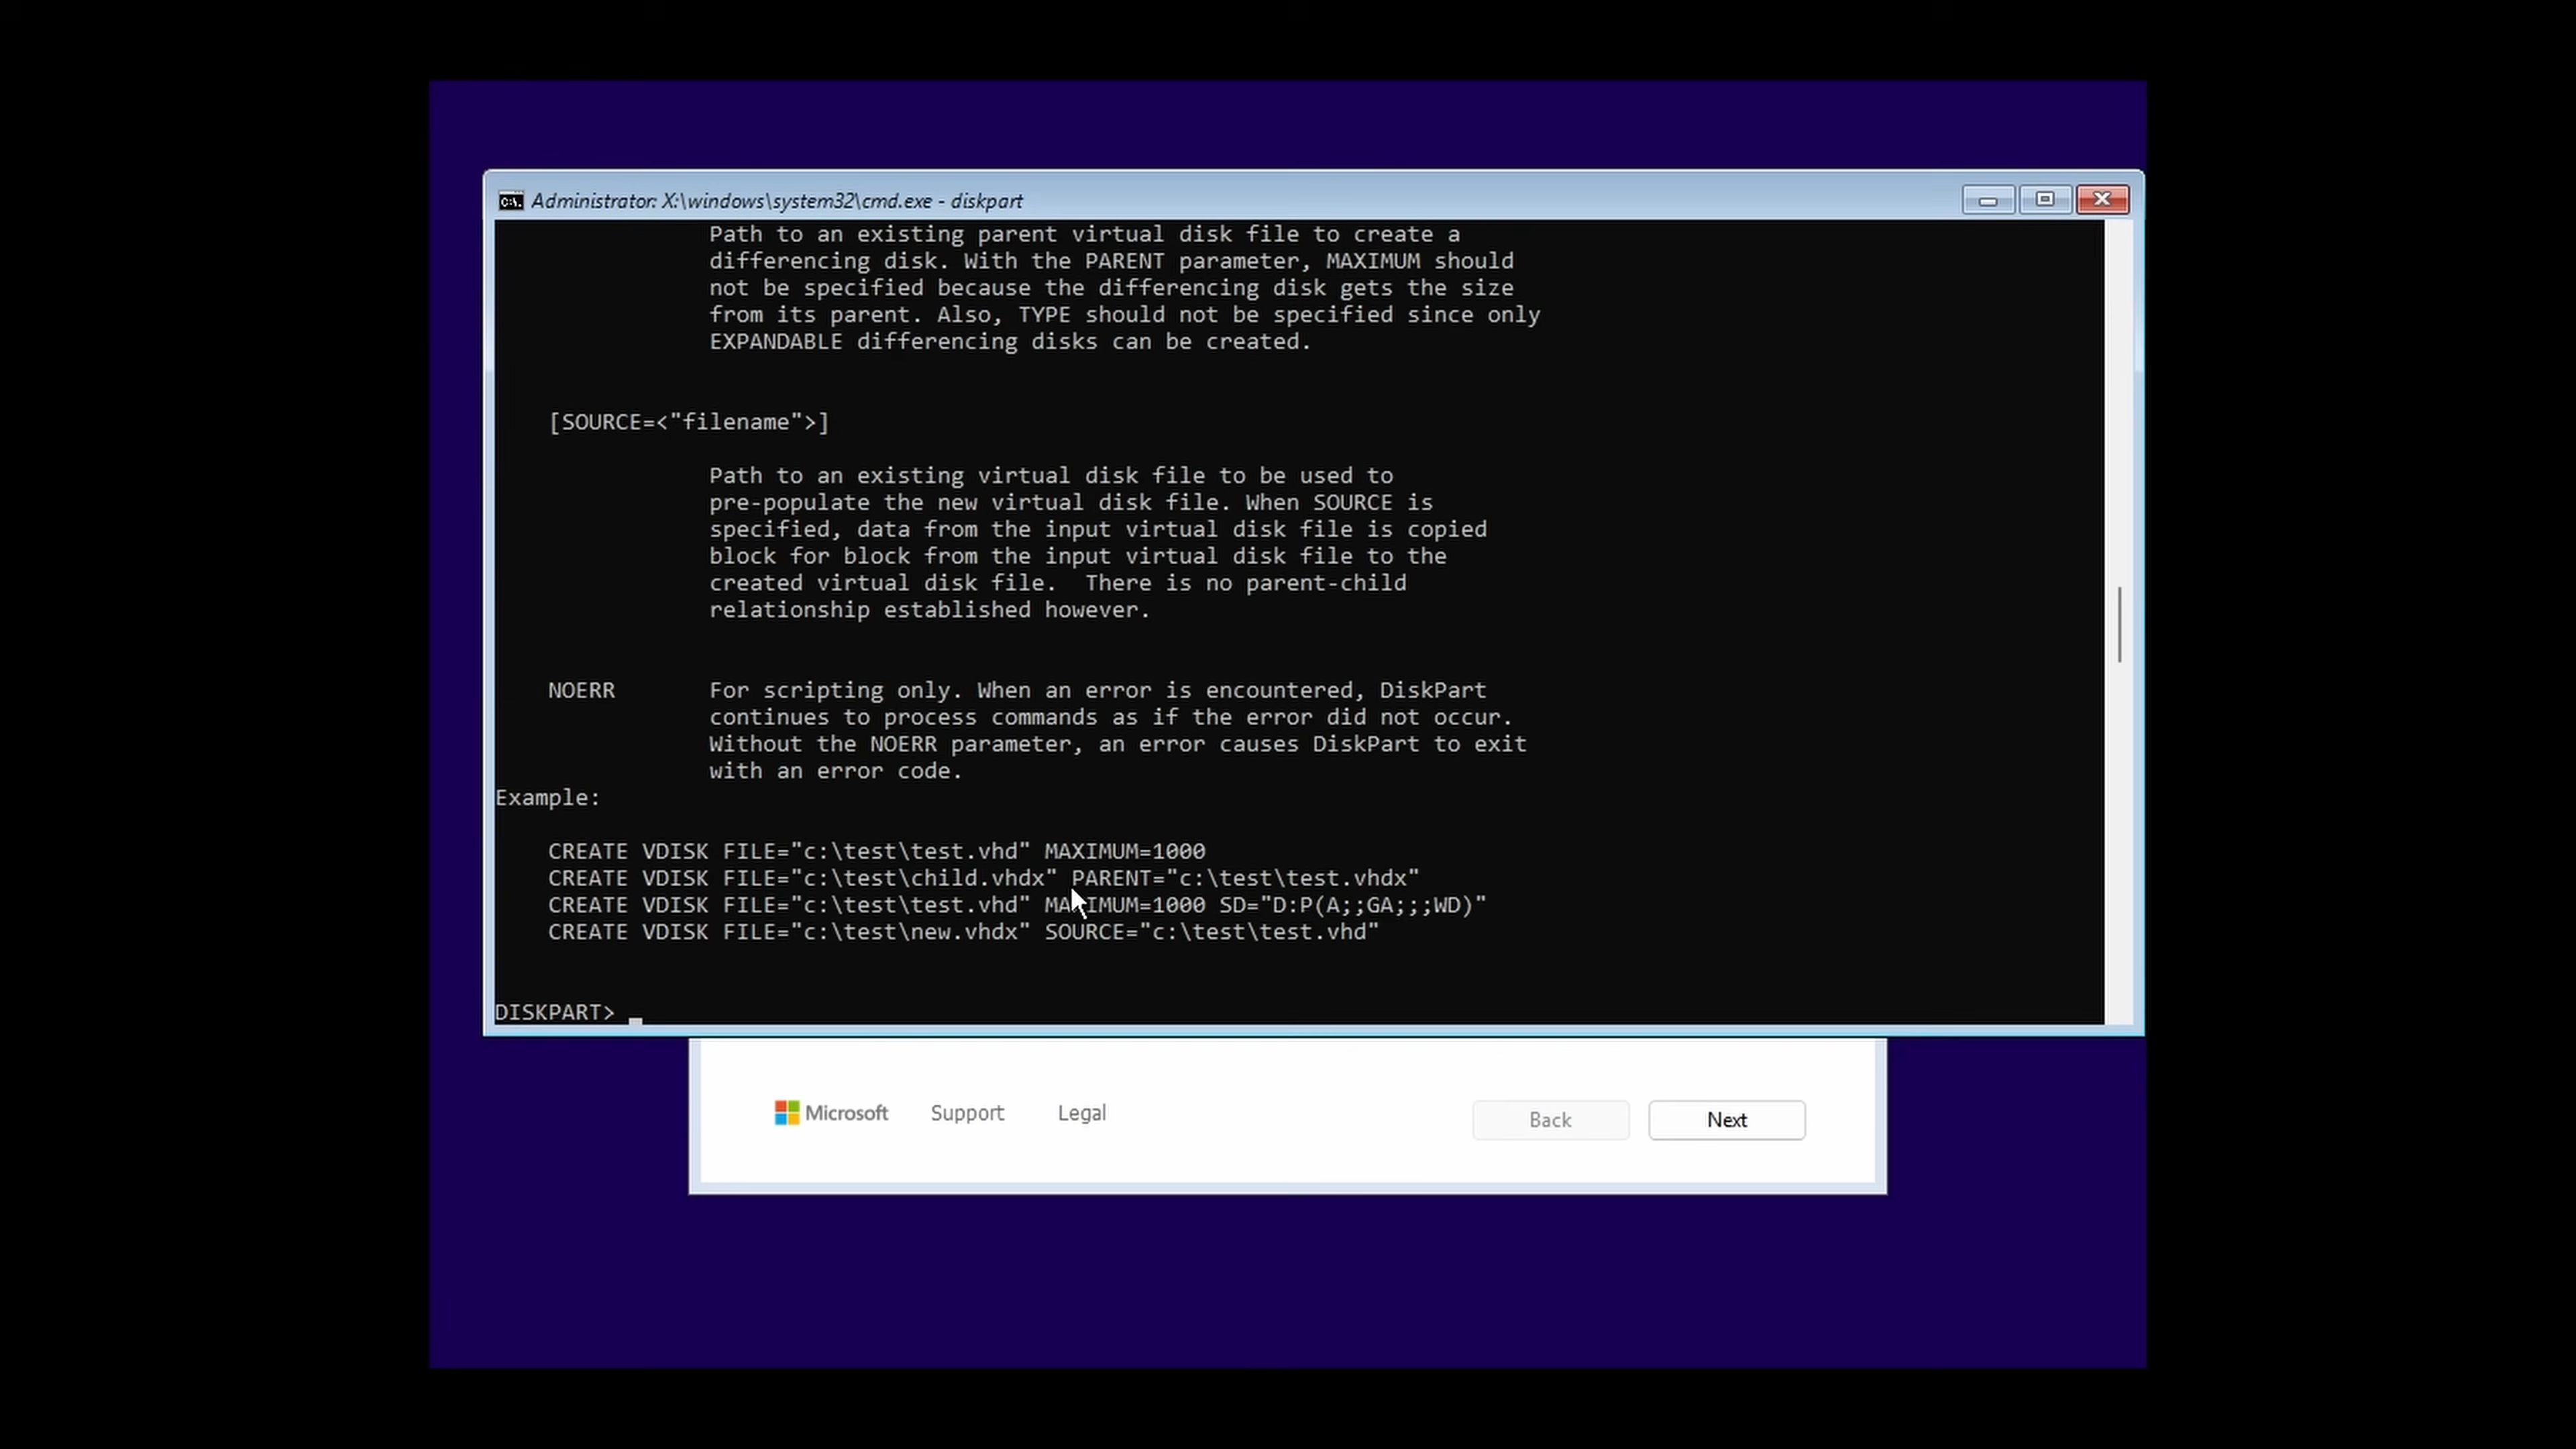 Administrator: X:\windows\system32\cmd.exe - diskpart
Path to an existing parent virtual disk file to create a
differencing disk. With the PARENT parameter, MAXIMUM should
not be specified because the differencing disk gets the size
from its parent. Also, TYPE should not be specified since only
EXPANDABLE differencing disks can be created.
[SOURCE=<"filename">]
Path to an existing virtual disk file to be used to
pre-populate the new virtual disk file. When SOURCE is
specified, data from the input virtual disk file is copied
block for block from the input virtual disk file to the
created virtual disk file.  There is no parent-child
relationship established however.
NOERR For scripting only. When an error is encountered, DiskPart
continues to process commands as if the error did not occur.
Without the NOERR parameter, an error causes DiskPart to exit
with an error code.
Example:
CREATE VDISK FILE="c:\test\test.vhd" MAXIMUM=1000
CREATE VDISK FILE="c:\test\child.vhdx" PARENT="c:\test\test.vhdx"
CREATE VDISK FILE="c:\test\test.vhd" MAXIMUM=1000 SD="D:P(A;;GA;;;WD)"
CREATE VDISK FILE="c:\test\new.vhdx" SOURCE="c:\test\test.vhd"
DISKPART> _
Microsoft Support Legal Back Next